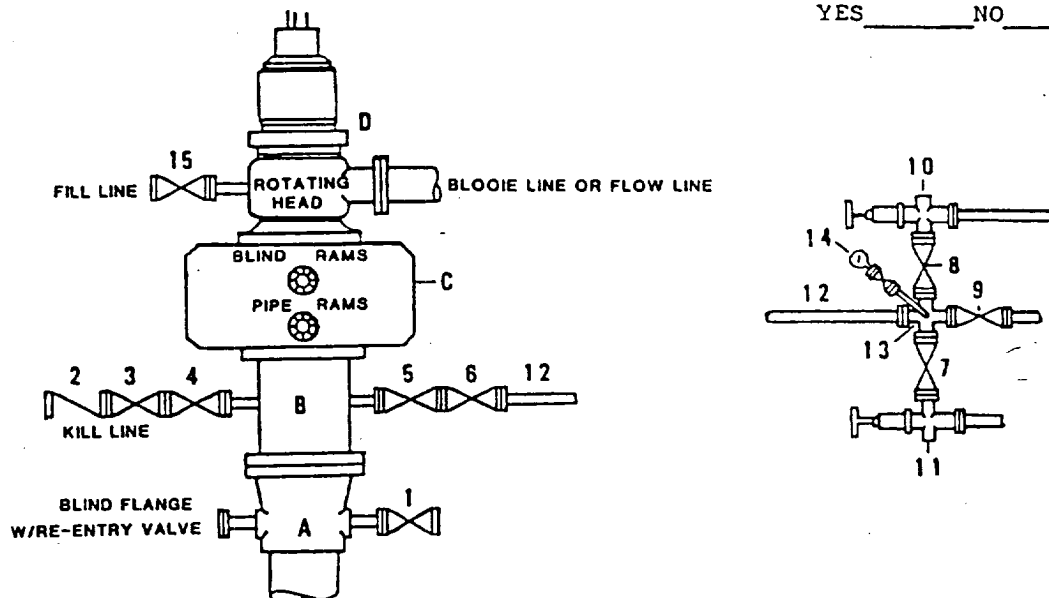 YES NO
D
15
FILL LINE
ROTATING HEAD
BLOOIE LINE OR FLOW LINE
BLIND RAMS
C
PIPE RAMS
2 3 4
B
5 6 12
KILL LINE
BLIND FLANGE
W/RE-ENTRY VALVE
A
1
10
14
8
9
12
13
7
11